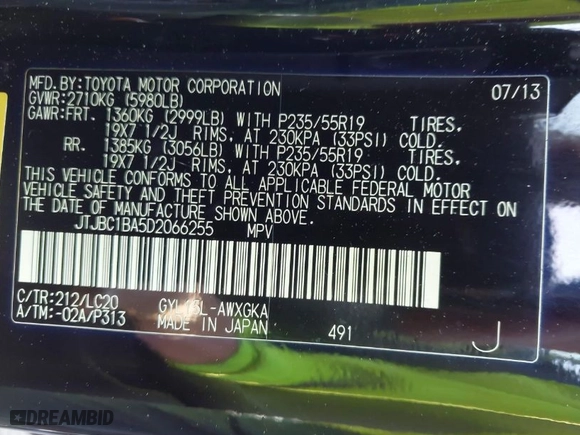 MFD.BY:TOYOTA MOTOR CORPORATION 07/13
GVWR:2710KG (5980LB)
GAWR:FRT. 1360KG (2999LB) WITH P235/55R19 TIRES,
19X7 1/2J RIMS, AT 230KPA (33PSI) COLD.
RR. 1385KG (3056LB) WITH P235/55R19 TIRES,
19X7 1/2J RIMS, AT 230KPA (33PSI) COLD.
THIS VEHICLE CONFORMS TO ALL APPLICABLE FEDERAL MOTOR
VEHICLE SAFETY AND THEFT PREVENTION STANDARDS IN EFFECT ON
THE DATE OF MANUFACTURE SHOWN ABOVE.
JTJBC1BA5D2066255 MPV
C/TR:212/LC20 GYL15L-AWXGKA
A/TM:-02A/P313 MADE IN JAPAN 491 J
DREAMBID